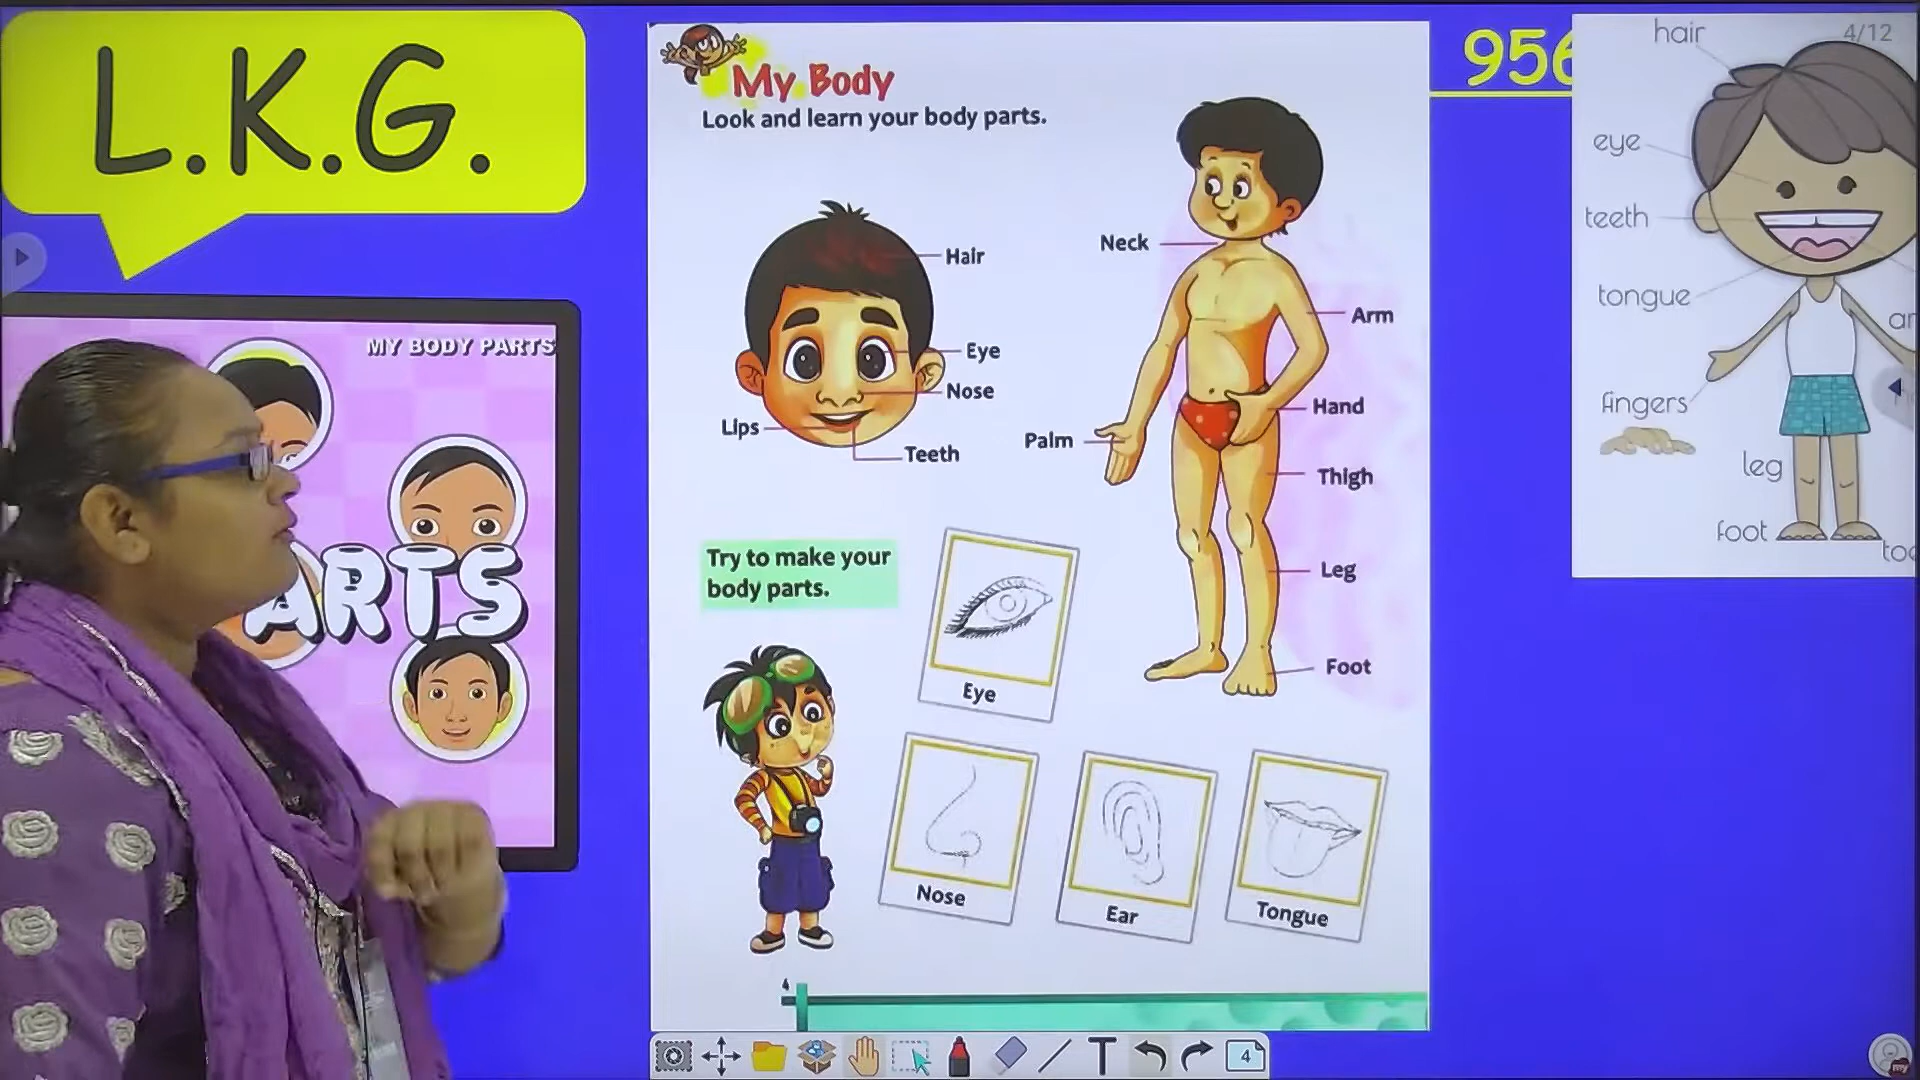 L.K.G.
MY BODY PARTS
ARTS
My Body
Look and learn your body parts.
Hair
Eye
Nose
Lips
Teeth
Neck
Arm
Hand
Palm
Thigh
Leg
Foot
Try to make your
body parts.
Eye
Nose
Ear
Tongue
4
956
4/12
hair
eye
teeth
tongue
fingers
leg
foot
4